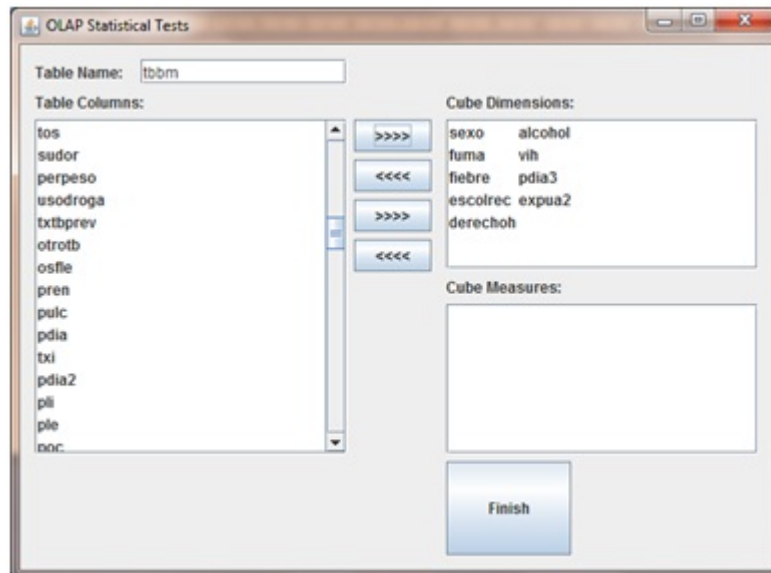 OLAP Statistical Tests
Table Name: tbbm
Table Columns:
tos
sudor
perpeso
usodroga
txtbprev
otrotb
osfle
pren
pulc
pdia
txi
pdia2
pli
ple
poc
>>>>
<<<<
>>>>
<<<<
Cube Dimensions:
sexo alcohol
fuma vih
fiebre pdia3
escolrec expua2
derechoh
Cube Measures:
Finish